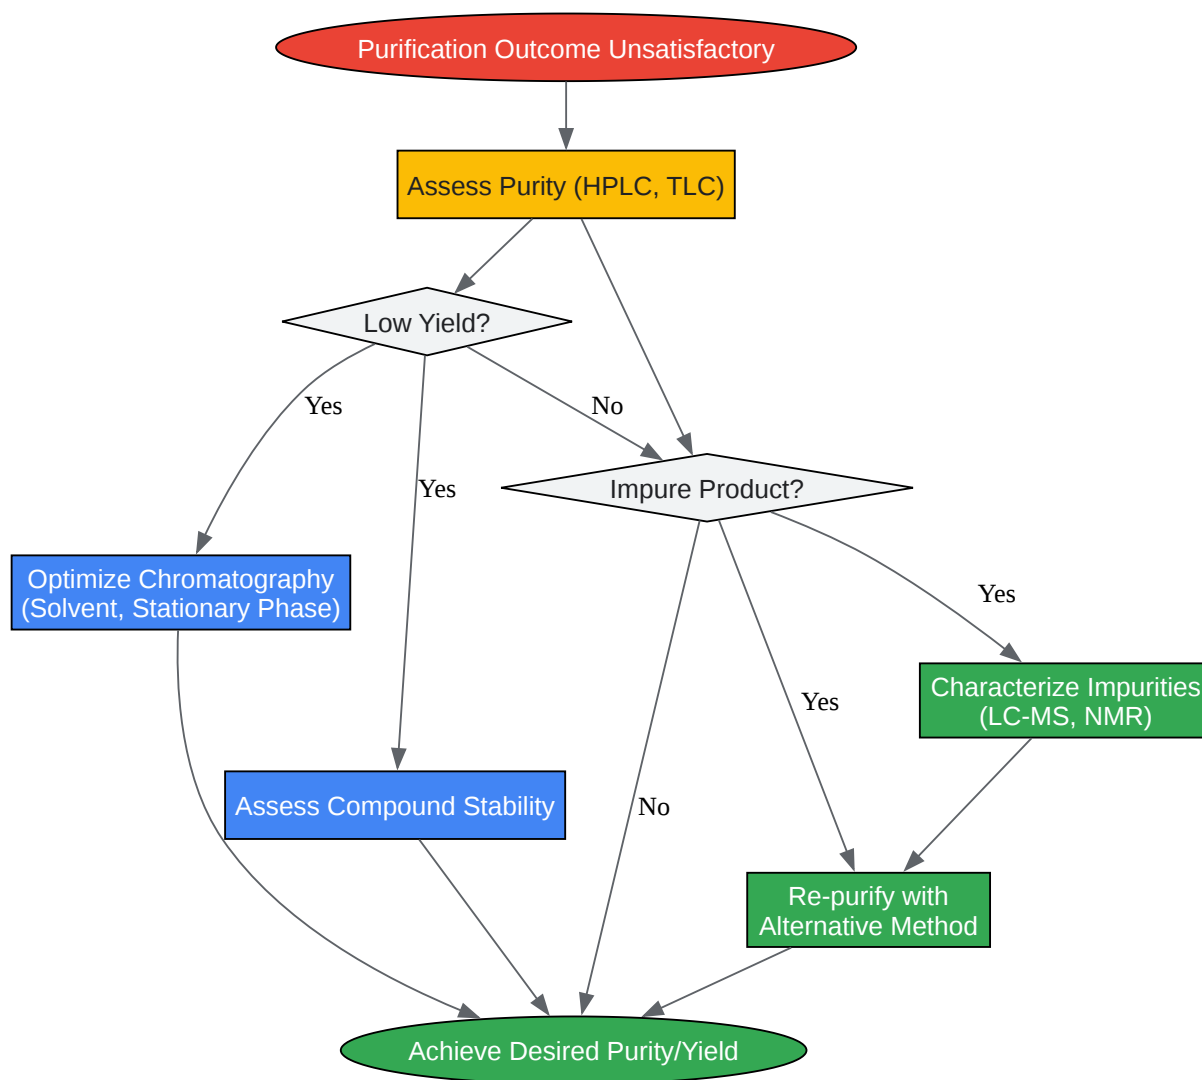 Purification Outcome Unsatisfactory
Assess Purity (HPLC, TLC)
Low Yield?
Yes
No
Yes
Impure Product?
Optimize Chromatography
(Solvent, Stationary Phase)
Yes
Characterize Impurities
(LC-MS, NMR)
Yes
Assess Compound Stability
No
Re-purify with
Alternative Method
Achieve Desired Purity/Yield